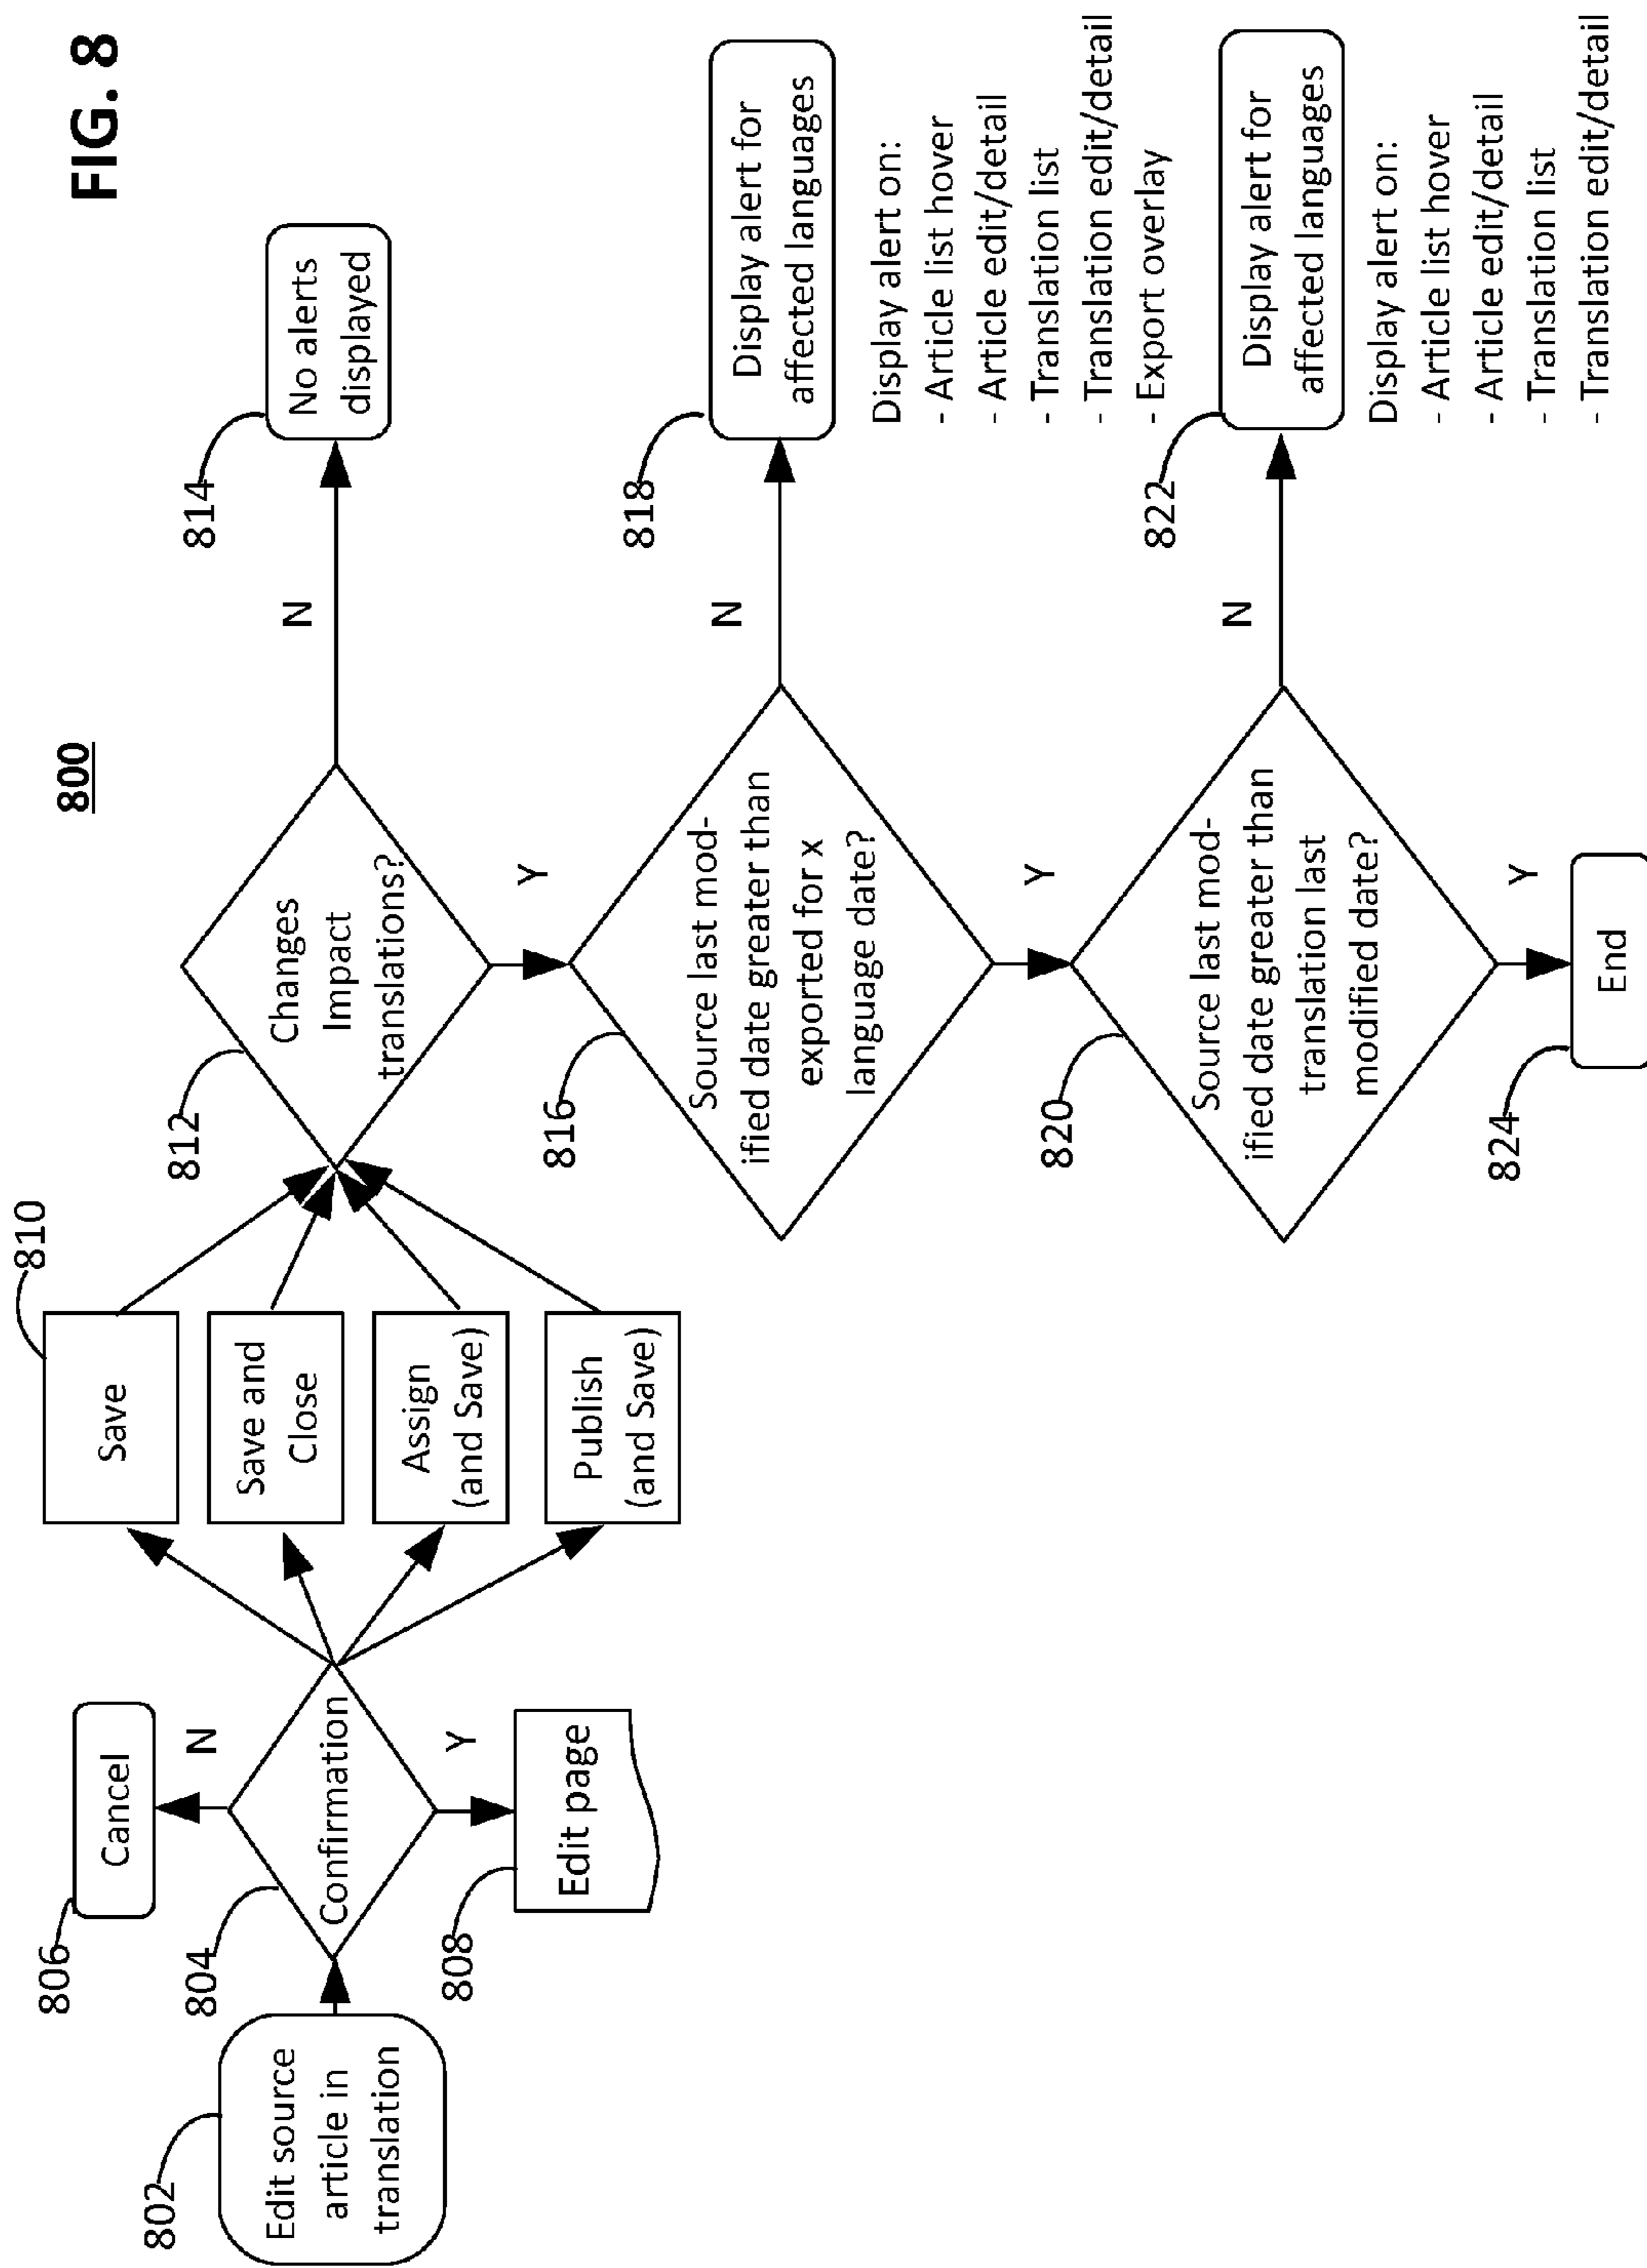 FIG. 8
800
802
Edit source
article in
translation
804
Confirmation
N
806
Cancel
Y
808
Edit page
810
Save
Save and
Close
Assign
(and Save)
Publish
(and Save)
812
Changes
Impact
translations?
N
814
No alerts
displayed
Y
816
Source last mod-
ified date greater than
exported for x
language date?
N
818
Display alert for
affected languages
Display alert on:
- Article list hover
- Article edit/detail
- Translation list
- Translation edit/detail
- Export overlay
Y
820
Source last mod-
ified date greater than
translation last
modified date?
N
822
Display alert for
affected languages
Display alert on:
- Article list hover
- Article edit/detail
- Translation list
- Translation edit/detail
Y
824
End